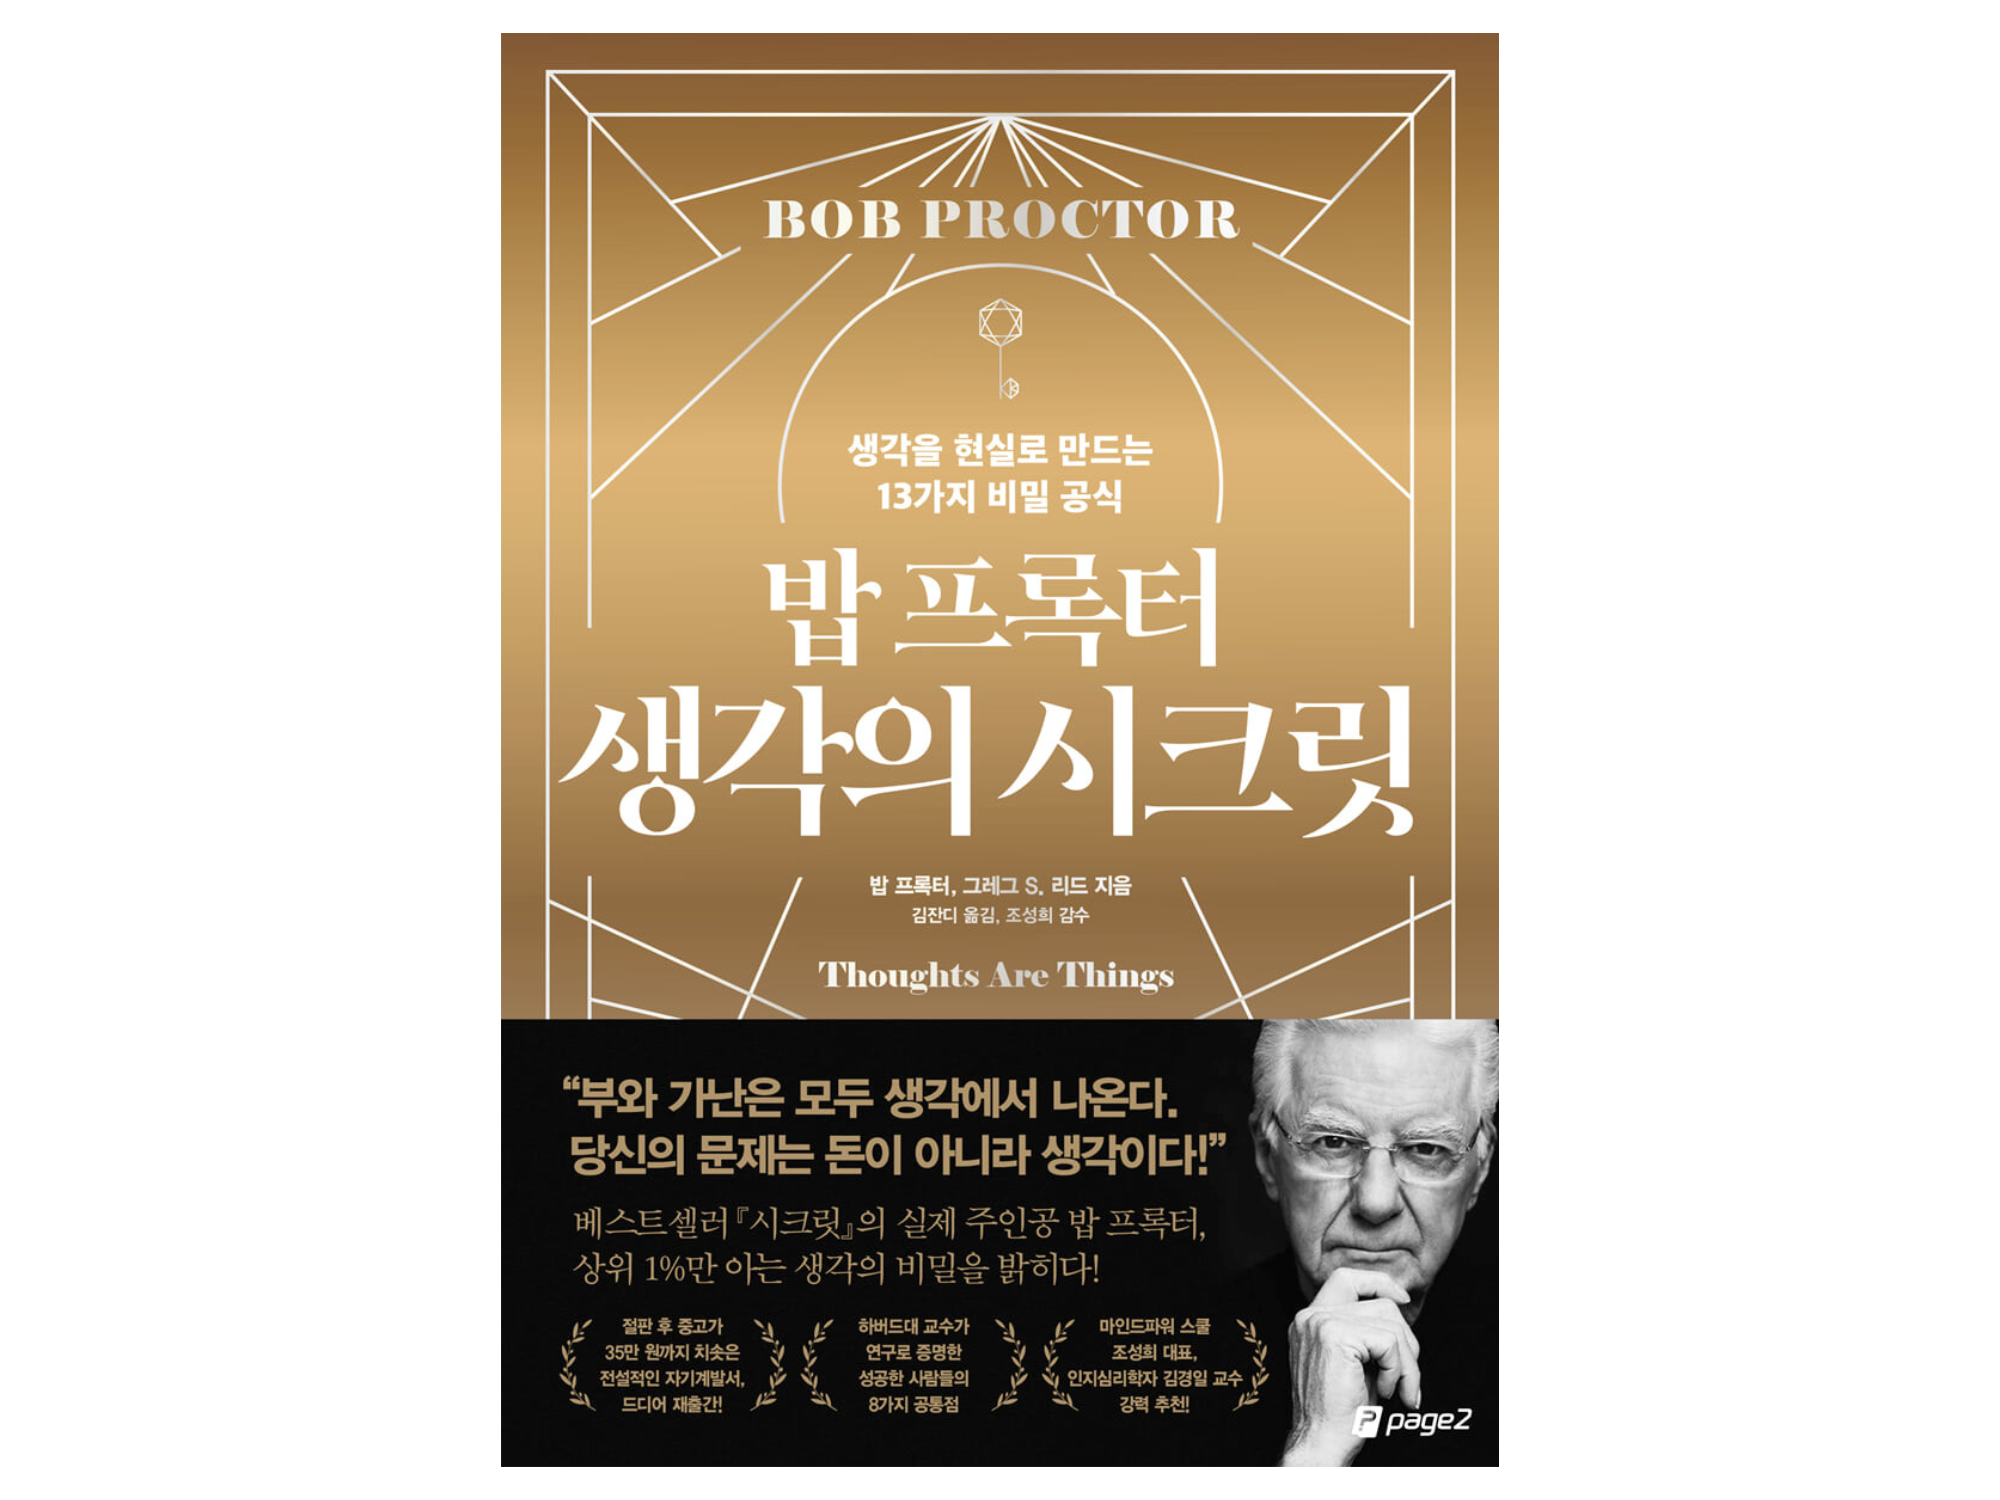 BOB PROCTOR
생각을 현실로 만드는
13가지 비밀 공식
밥 프록터
생각의 시크릿
밥 프록터, 그레그 S. 리드 지음
김잔디 옮김, 조성희 감수
Thoughts Are Things
“부와 가난은 모두 생각에서 나온다.
당신의 문제는 돈이 아니라 생각이다!”
베스트셀러 『시크릿』의 실제 주인공 밥 프록터,
상위 1%만 아는 생각의 비밀을 밝히다!
절판 후 중고가
35만 원까지 치솟은
전설적인 자기계발서,
드디어 재출간!
하버드대 교수가
연구로 증명한
성공한 사람들의
8가지 공통점
마인드파워 스쿨
조성희 대표,
인지심리학자 김경일 교수
강력 추천!
page2